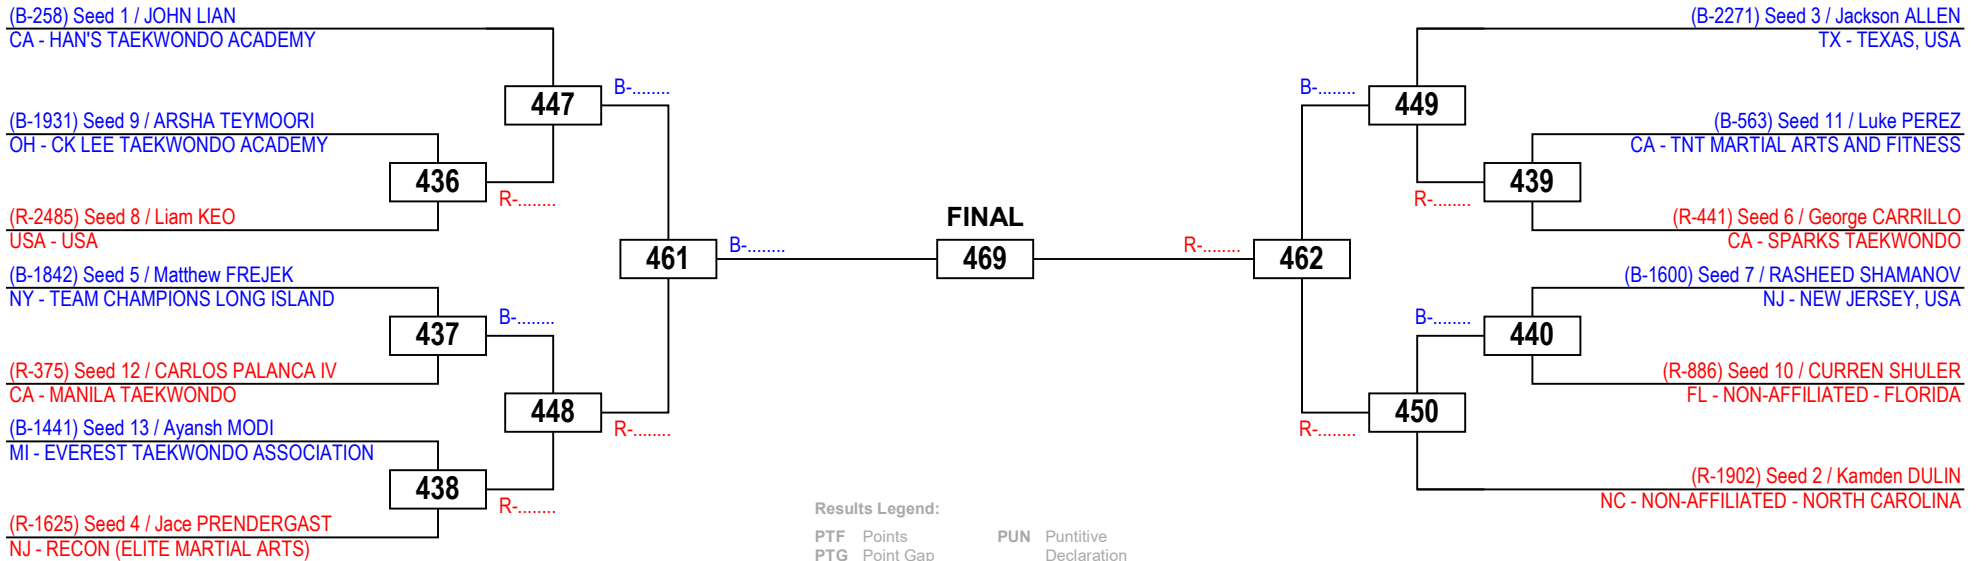 (B-258) Seed 1 / JOHN LIAN
CA - HAN'S TAEKWONDO ACADEMY
447
B-........
(B-1931) Seed 9 / ARSHA TEYMOORI
OH - CK LEE TAEKWONDO ACADEMY
436
R-........
(R-2485) Seed 8 / Liam KEO
USA - USA
461
B-........
(B-1842) Seed 5 / Matthew FREJEK
NY - TEAM CHAMPIONS LONG ISLAND
437
B-........
(R-375) Seed 12 / CARLOS PALANCA IV
CA - MANILA TAEKWONDO
448
R-........
(B-1441) Seed 13 / Ayansh MODI
MI - EVEREST TAEKWONDO ASSOCIATION
438
R-........
(R-1625) Seed 4 / Jace PRENDERGAST
NJ - RECON (ELITE MARTIAL ARTS)
FINAL
469
(B-2271) Seed 3 / Jackson ALLEN
TX - TEXAS, USA
B-........
449
(B-563) Seed 11 / Luke PEREZ
CA - TNT MARTIAL ARTS AND FITNESS
R-........
439
(R-441) Seed 6 / George CARRILLO
CA - SPARKS TAEKWONDO
R-........
462
(B-1600) Seed 7 / RASHEED SHAMANOV
NJ - NEW JERSEY, USA
B-........
440
(R-886) Seed 10 / CURREN SHULER
FL - NON-AFFILIATED - FLORIDA
R-........
450
(R-1902) Seed 2 / Kamden DULIN
NC - NON-AFFILIATED - NORTH CAROLINA
Results Legend:
PTF Points
PTG Point Gap
PUN Puntitive
Declaration